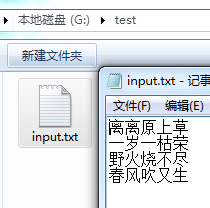 本地磁盘 (G:) ▸ test
新建文件夹
input.txt
input.txt - 记事
文件(F) 编辑(E)
离离原上草
一岁一枯荣
野火烧不尽
春风吹又生